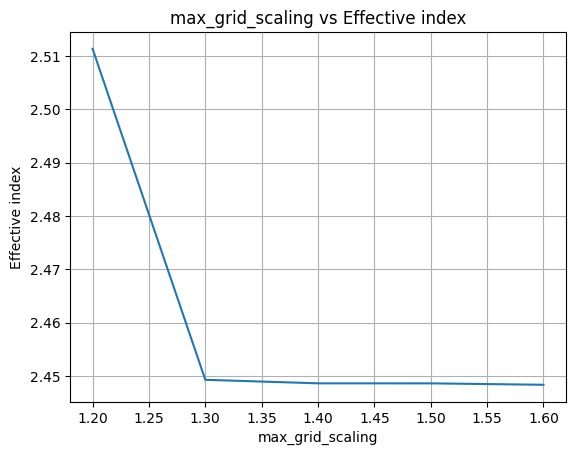 max_grid_scaling vs Effective index
2.51
2.50
2.49
2.48
2.47
2.46
2.45
Effective index
1.20 1.25 1.30 1.35 1.40 1.45 1.50 1.55 1.60
max_grid_scaling